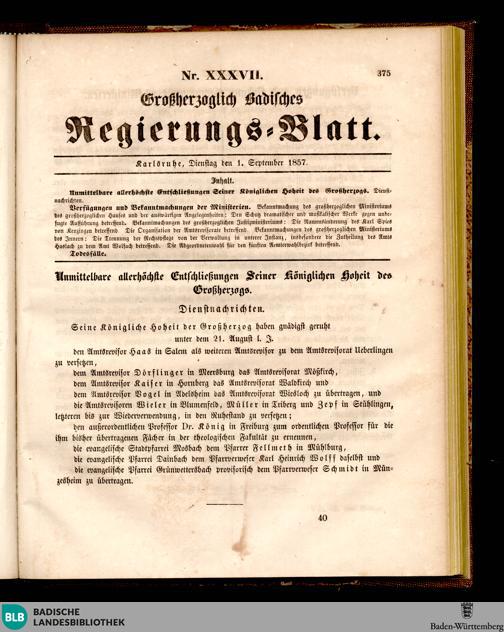 Nr. XXXVII.
375
Großherzoglich Badisches
Regierungs-Blatt.
Karlsruhe, Dienstag den 1. September 1857.
Inhalt.
Unmittelbare allerhöchste Entschließungen Seiner Königlichen Hoheit des Großherzogs. Dienst-
nachrichten.
Verfügungen und Bekanntmachungen der Ministerien. Bekanntmachung des großherzoglichen Ministeriums
des großherzoglichen Hauses und der auswärtigen Angelegenheiten: Den Schutz dramatischer und musikalischer Werke gegen unbe-
fugte Aufführung betreffend. Bekanntmachungen des großherzoglichen Justizministeriums: Die Namensänderung des Karl Spies
von Kenzingen betreffend. Die Organisation der Amtsrevisorate betreffend. Bekanntmachungen des großherzoglichen Ministeriums
des Innern: Die Trennung der Rechtspflege von der Verwaltung in unterer Instanz, insbesondere die Zutheilung des Amts
Haslach zu dem Amt Wolfach betreffend. Die Abgeordnetenwahl für den fünften Aemterwahlbezirk betreffend.
Todesfälle.
Unmittelbare allerhöchste Entschließungen Seiner Königlichen Hoheit des
Großherzogs.
Dienstnachrichten.
Seine Königliche Hoheit der Großherzog haben gnädigst geruht
unter dem 21. August l. J.
den Amtsrevisor Haas in Salem als weiteren Amtsrevisor zu dem Amtsrevisorat Ueberlingen
zu versetzen,
dem Amtsrevisor Dörflinger in Meersburg das Amtsrevisorat Mößkirch,
dem Amtsrevisor Kaiser in Hornberg das Amtsrevisorat Waldkirch und
dem Amtsrevisor Vogel in Adelsheim das Amtsrevisorat Wiesloch zu übertragen, und
die Amtsrevisoren Wieler in Blumenfeld, Müller in Triberg und Zepf in Stühlingen,
letzteren bis zur Wiederverwendung, in den Ruhestand zu versetzen;
den außerordentlichen Professor Dr. König in Freiburg zum ordentlichen Professor für die
ihm bisher übertragenen Fächer in der theologischen Fakultät zu ernennen,
die evangelische Stadtpfarrei Mosbach dem Pfarrer Fellmeth in Mühlburg,
die evangelische Pfarrei Dainbach dem Pfarrverweser Karl Heinrich Wolff daselbst und
die evangelische Pfarrei Grünwettersbach provisorisch dem Pfarrverweser Schmidt in Mün-
zesheim zu übertragen.
40
BLB BADISCHE
LANDESBIBLIOTHEK
Baden-Württemberg